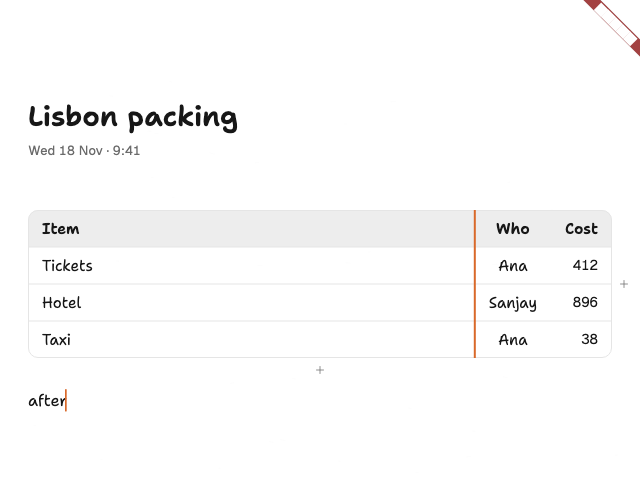 Lisbon packing
Wed 18 Nov · 9:41
Item Who Cost
Tickets Ana 412
Hotel Sanjay 896
Taxi Ana 38
after